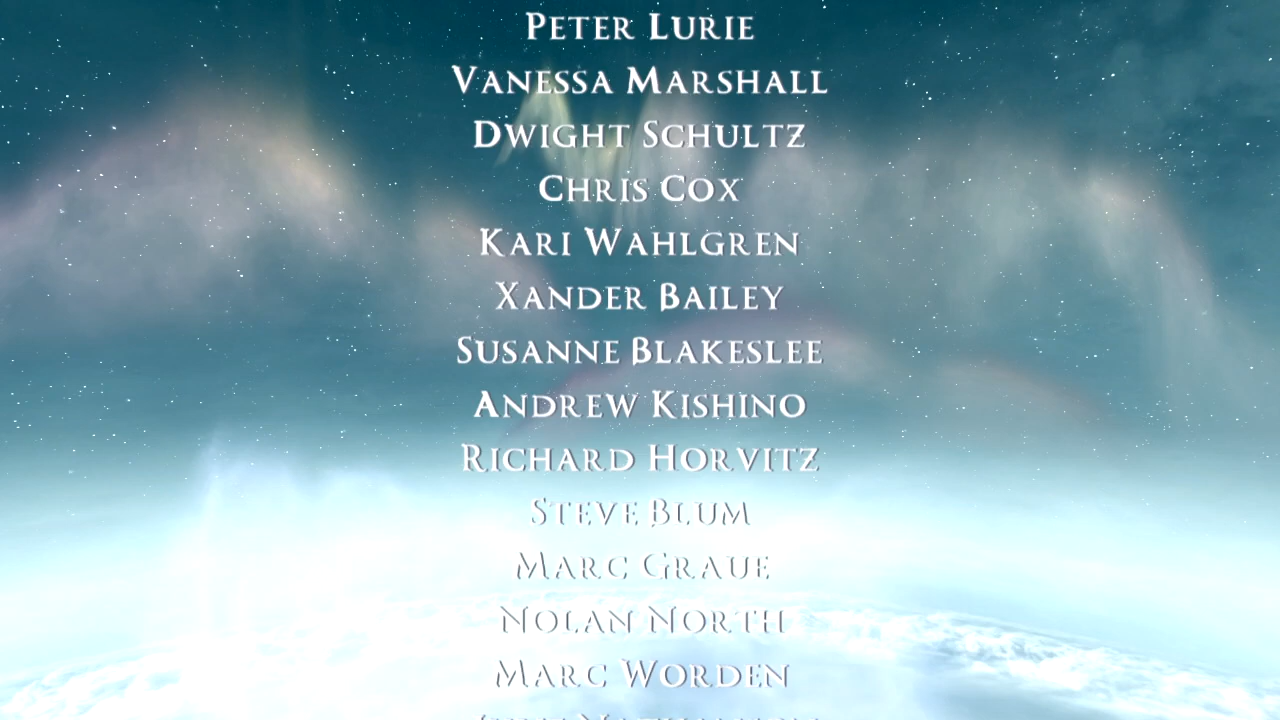 Peter Lurie
Vanessa Marshall
Dwight Schultz
Chris Cox
Kari Wahlgren
Xander Bailey
Susanne Blakeslee
Andrew Kishino
Richard Horvitz
Steve Blum
Marc Graue
Nolan North
Marc Worden